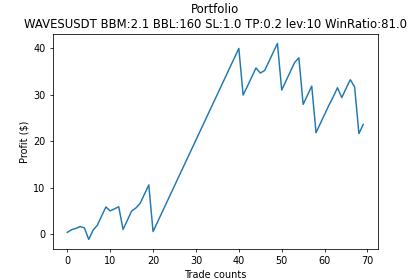 Portfolio
WAVESUSDT BBM:2.1 BBL:160 SL:1.0 TP:0.2 lev:10 WinRatio:81.0
40
30
20
10
0
Profit ($)
0 10 20 30 40 50 60 70
Trade counts